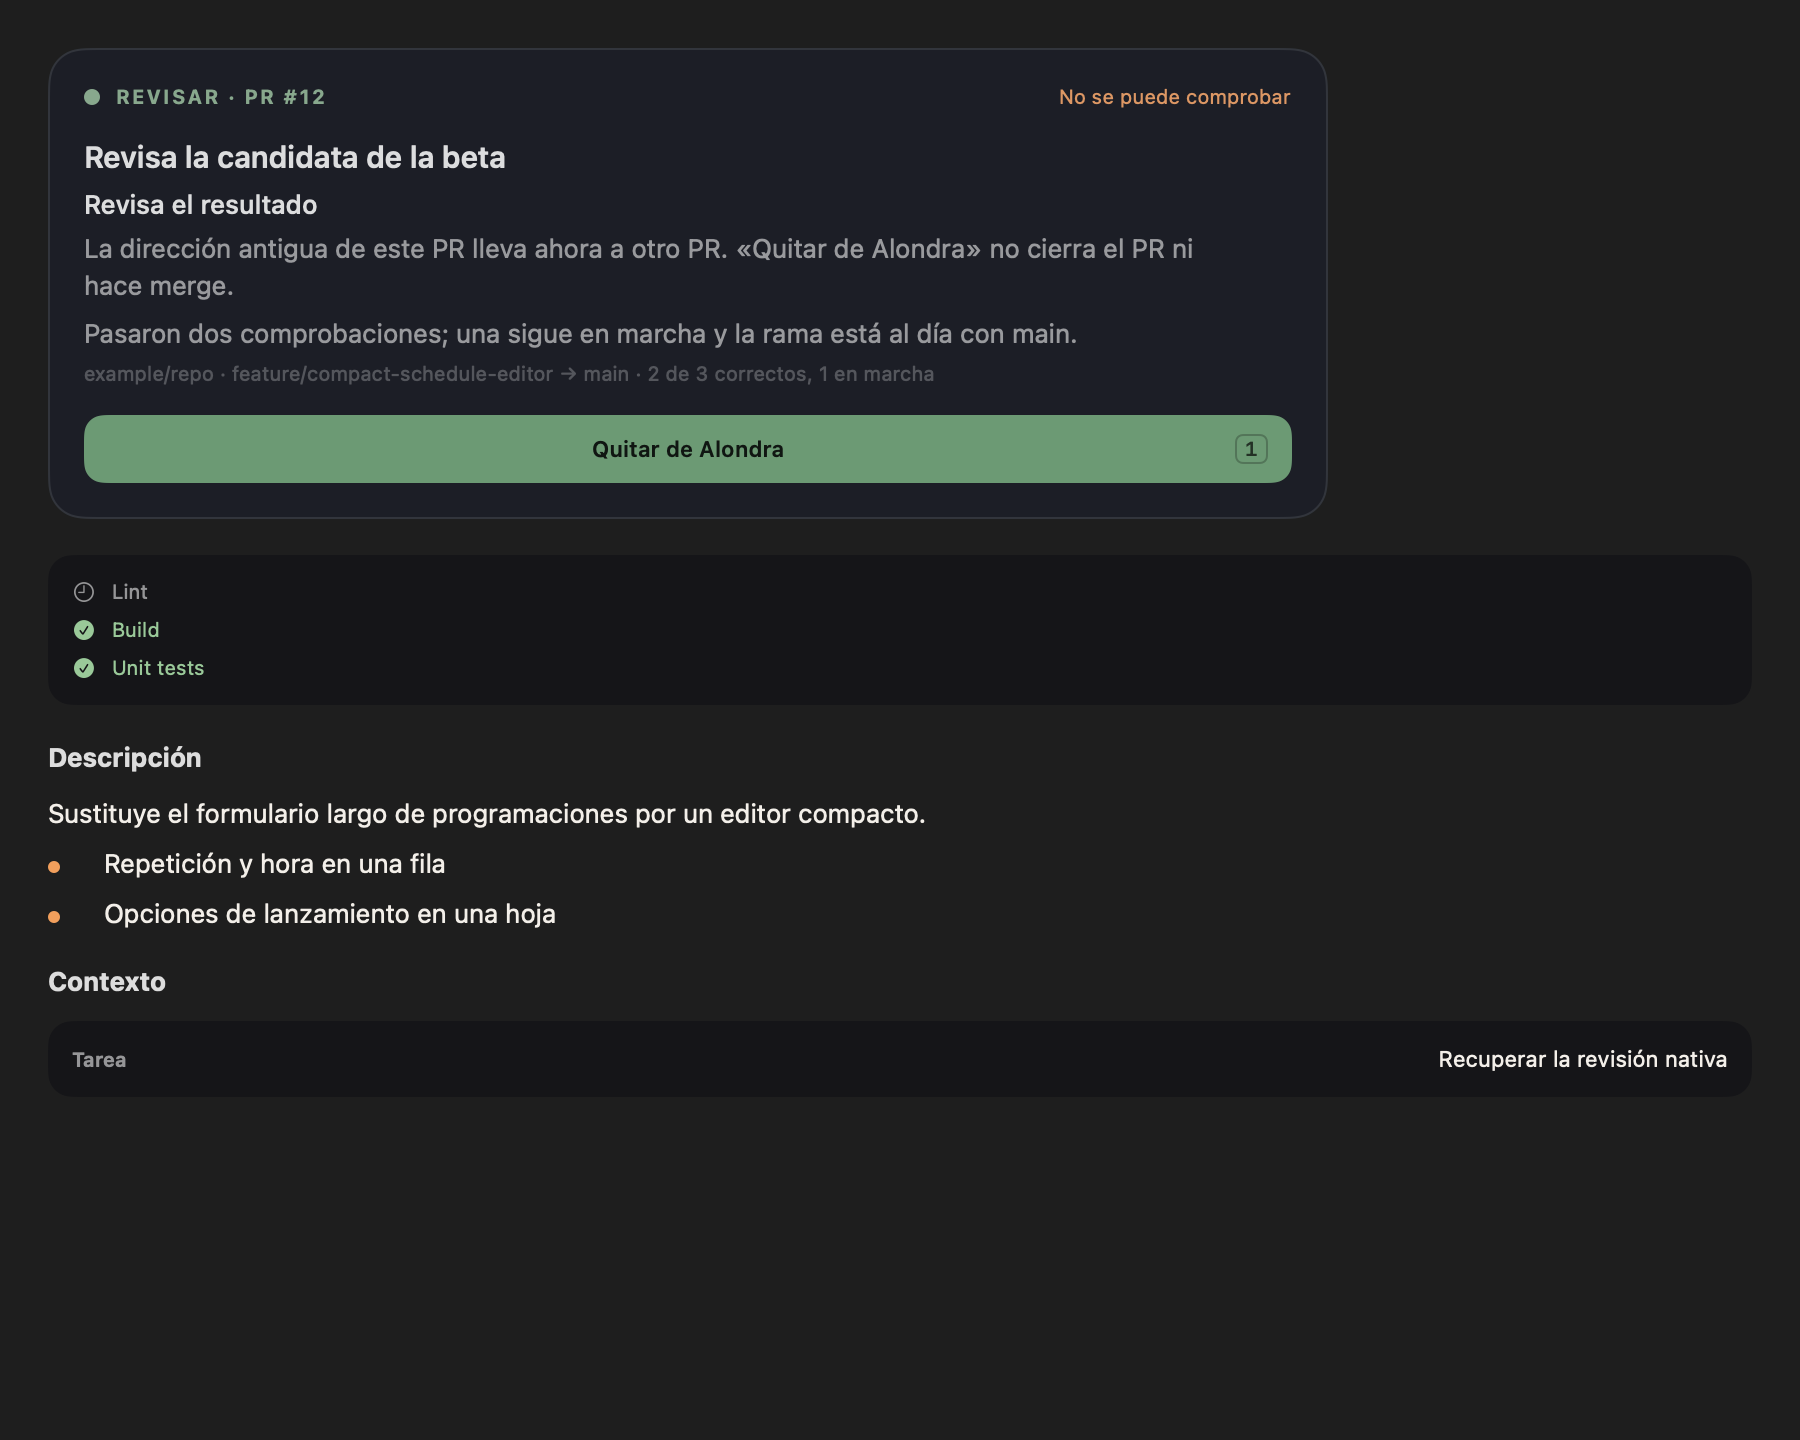 REVISAR · PR #12
No se puede comprobar
Revisa la candidata de la beta
Revisa el resultado
La dirección antigua de este PR lleva ahora a otro PR. «Quitar de Alondra» no cierra el PR ni
hace merge.
Pasaron dos comprobaciones; una sigue en marcha y la rama está al día con main.
example/repo · feature/compact-schedule-editor → main · 2 de 3 correctos, 1 en marcha
Quitar de Alondra 1
Lint
Build
Unit tests
Descripción
Sustituye el formulario largo de programaciones por un editor compacto.
Repetición y hora en una fila
Opciones de lanzamiento en una hoja
Contexto
Tarea
Recuperar la revisión nativa